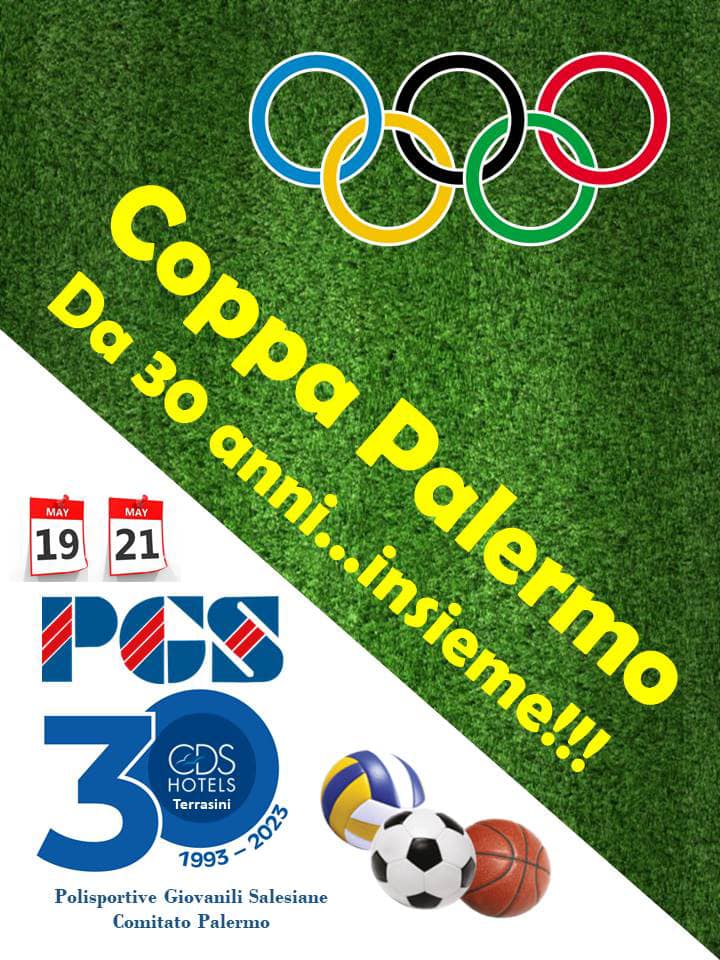 Coppa Palermo
Da 30 anni...insieme!!!
MAY
19
MAY
21
PGS
30
CDS
HOTELS
Terrasini
1993 – 2023
Polisportive Giovanili Salesiane
Comitato Palermo